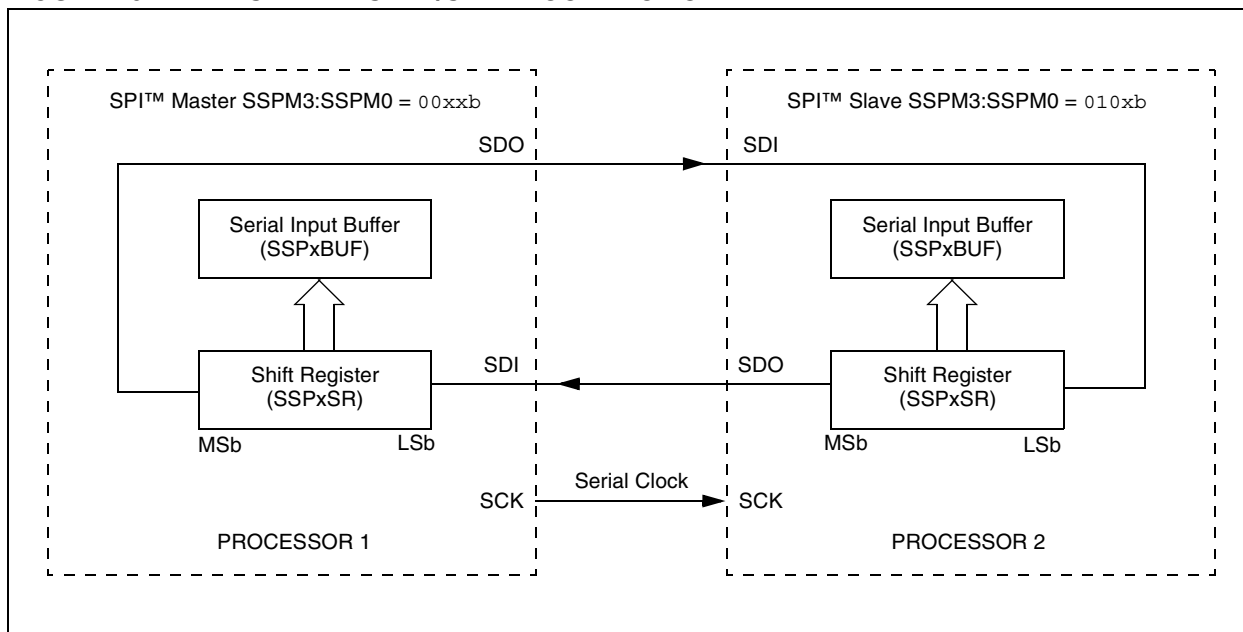 SPI™ Master SSPM3:SSPM0 = 00xxb
SPI™ Slave SSPM3:SSPM0 = 010xb
SDO
SDI
Serial Input Buffer
(SSPxBUF)
Serial Input Buffer
(SSPxBUF)
Shift Register
(SSPxSR)
SDI
SDO
Shift Register
(SSPxSR)
MSb
LSb
MSb
LSb
Serial Clock
SCK
SCK
PROCESSOR 1
PROCESSOR 2